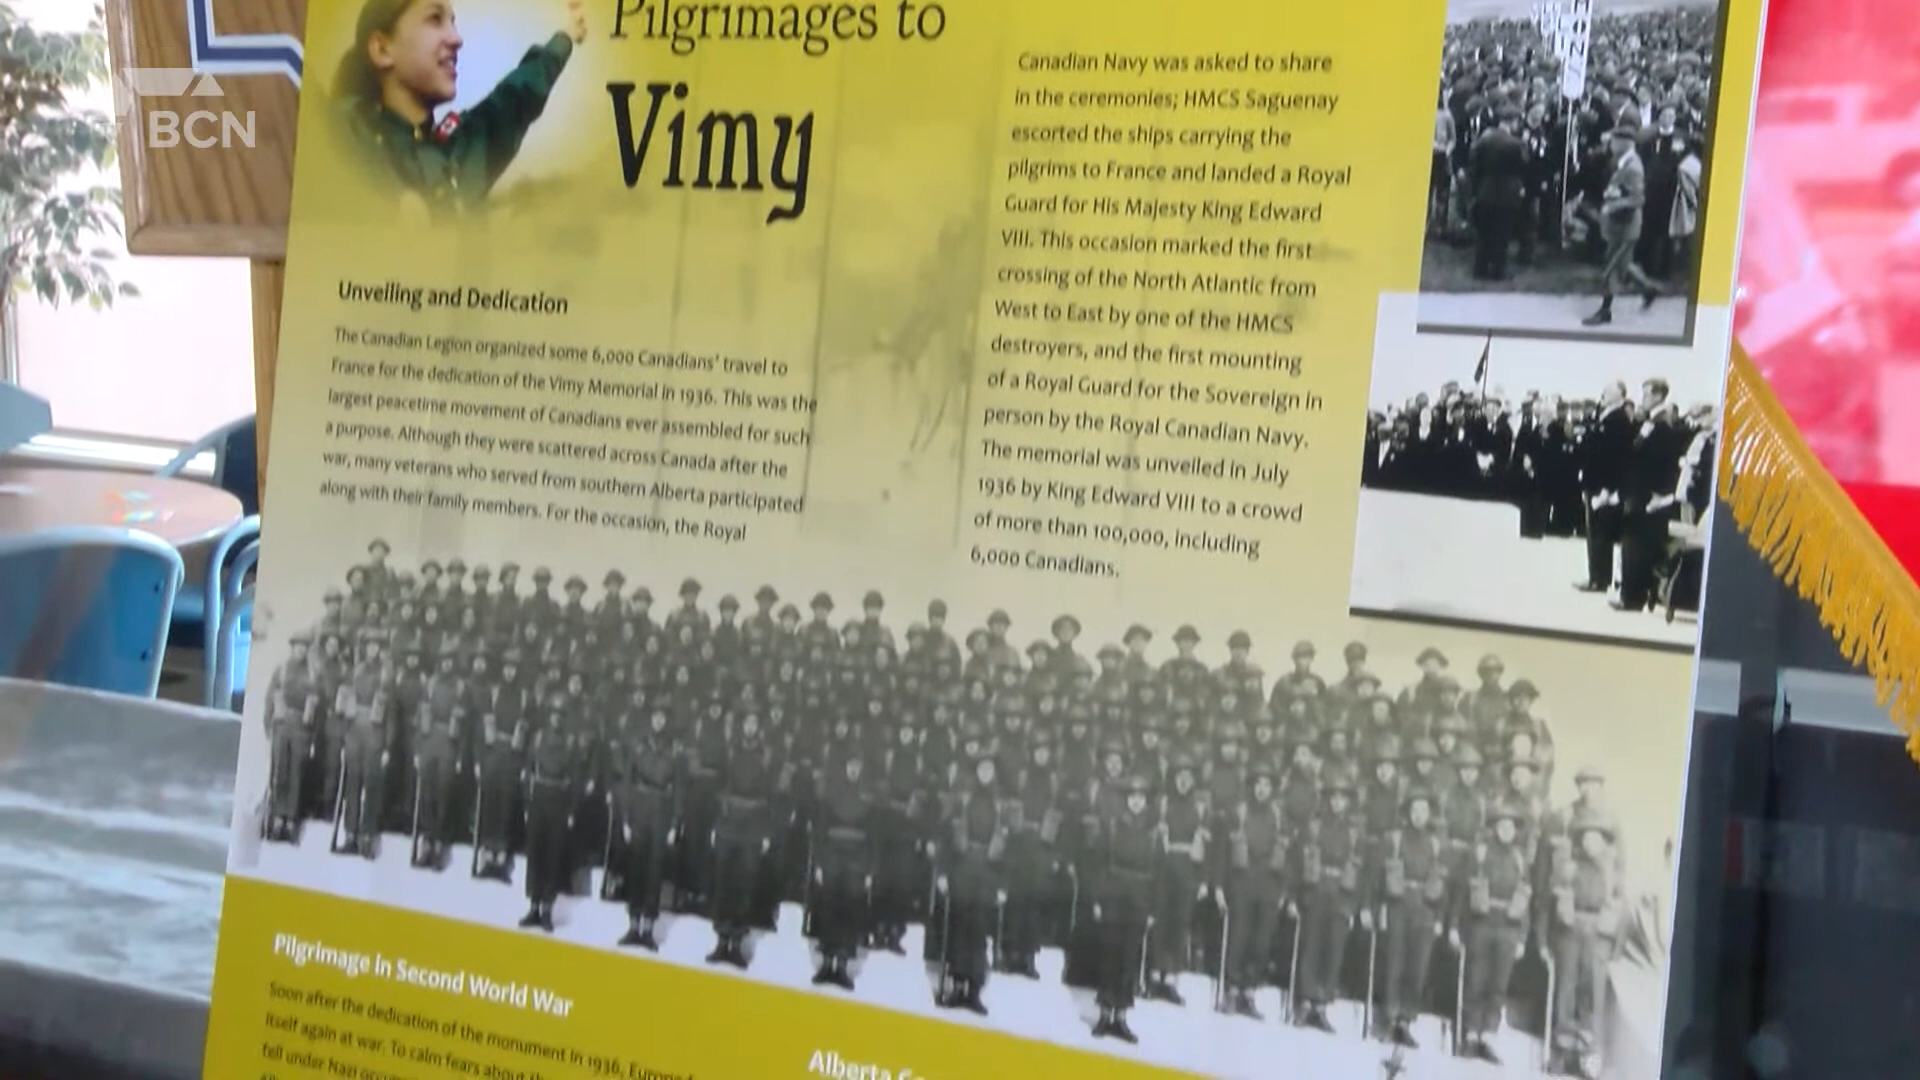 BCN
Pilgrimages to
Vimy
Unveiling and Dedication
The Canadian Legion organized some 6,000 Canadians' travel to
France for the dedication of the Vimy Memorial in 1936. This was the
largest peacetime movement of Canadians ever assembled for such
a purpose. Although they were scattered across Canada after the
war, many veterans who served from southern Alberta participated
along with their family members. For the occasion, the Royal
Canadian Navy was asked to share
in the ceremonies; HMCS Saguenay
escorted the ships carrying the
pilgrims to France and landed a Royal
Guard for His Majesty King Edward
VIII. This occasion marked the first
crossing of the North Atlantic from
West to East by one of the HMCS
destroyers, and the first mounting
of a Royal Guard for the Sovereign in
person by the Royal Canadian Navy.
The memorial was unveiled in July
1936 by King Edward VIII to a crowd
of more than 100,000, including
6,000 Canadians.
Pilgrimage in Second World War
Soon after the dedication of the monument in 1936, Europe
itself again at war. To calm fears about
fell under Nazi
Alberta